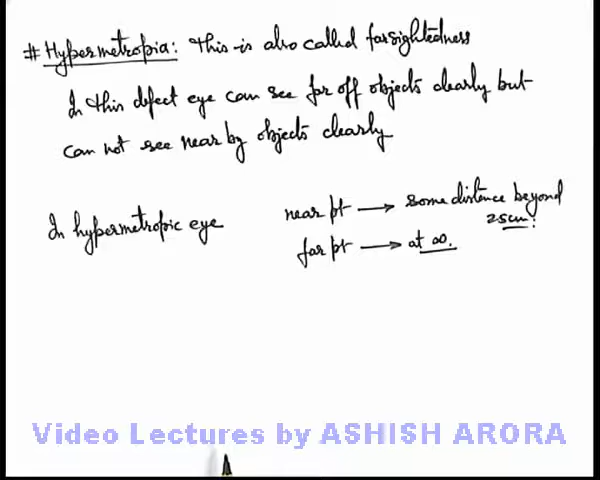 # Hypermetropia: This is also called farsightedness
In this defect eye can see far off objects clearly but
can not see near by objects clearly
In hypermetropic eye near pt → some distance beyond 25cm.
far pt → at ∞.
Video Lectures by ASHISH ARORA